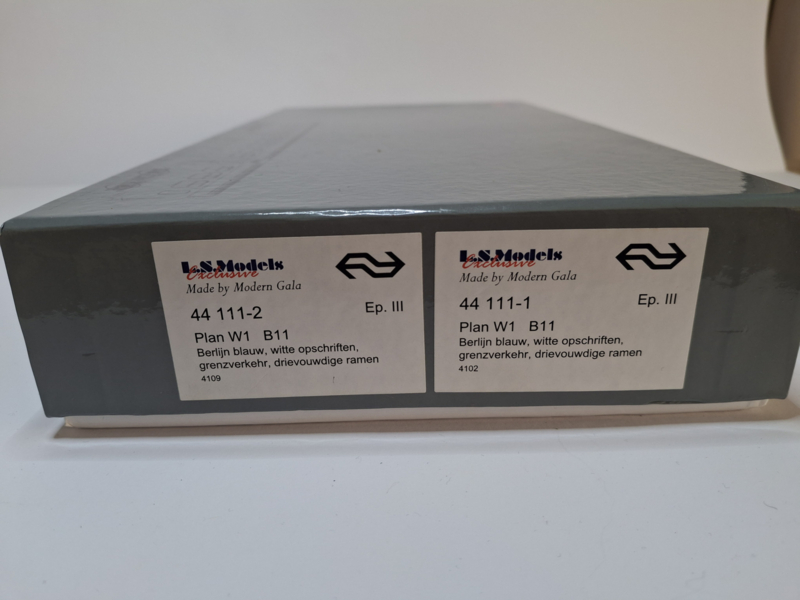 L.S.Models
Exclusive
Made by Modern Gala
44 111-2 Ep. III
Plan W1 B11
Berlijn blauw, witte opschriften,
grenzverkehr, drievouwdige ramen
4109
L.S.Models
Exclusive
Made by Modern Gala
44 111-1 Ep. III
Plan W1 B11
Berlijn blauw, witte opschriften,
grenzverkehr, drievouwdige ramen
4102